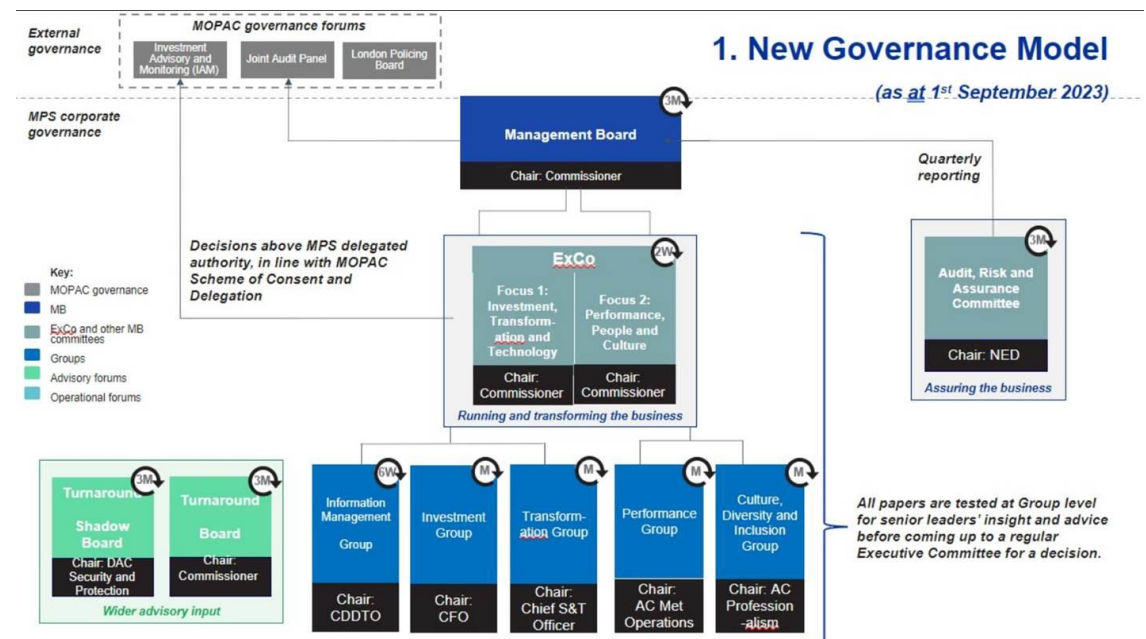 External
governance
MOPAC governance forums
Investment
Advisory and
Monitoring (IAM)
Joint Audit Panel
London Policing
Board
1. New Governance Model
(as at 1st September 2023)
MPS corporate
governance
3M
Management Board
Chair: Commissioner
Quarterly
reporting
Decisions above MPS delegated
authority, in line with MOPAC
Scheme of Consent and
Delegation
2W
ExCo
Focus 1:
Investment,
Transform-
ation and
Technology
Chair:
Commissioner
Focus 2:
Performance,
People and
Culture
Chair:
Commissioner
Running and transforming the business
3M
Audit, Risk and
Assurance
Committee
Chair: NED
Assuring the business
Key:
MOPAC governance
MB
ExCo and other MB
committees
Groups
Advisory forums
Operational forums
3M
Turnaround
Shadow
Board
Chair: DAC
Security and
Protection
3M
Turnaround
Board
Chair:
Commissioner
Wider advisory input
6W
Information
Management
Group
Chair:
CDDTO
M
Investment
Group
Chair:
CFO
M
Transform-
ation Group
Chair:
Chief S&T
Officer
M
Performance
Group
Chair:
AC Met
Operations
M
Culture,
Diversity and
Inclusion
Group
Chair: AC
Profession
-alism
All papers are tested at Group level
for senior leaders' insight and advice
before coming up to a regular
Executive Committee for a decision.